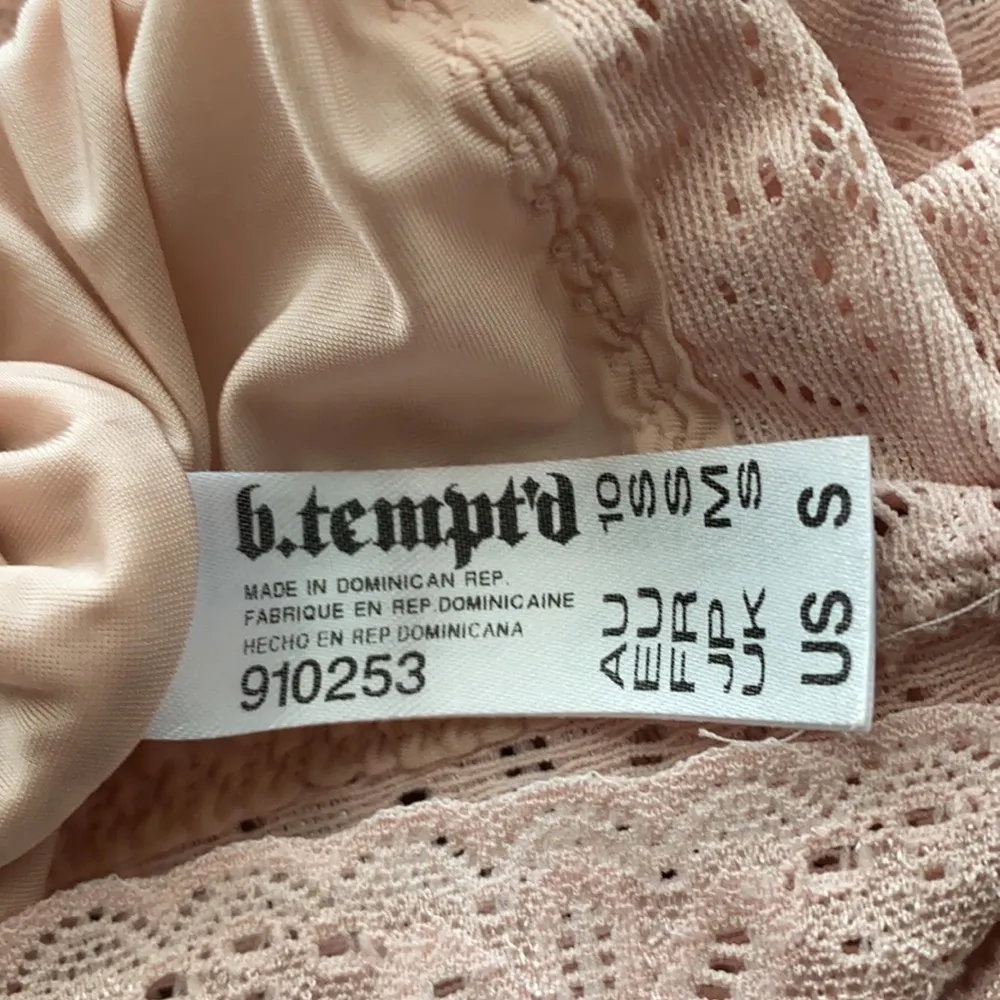 b.tempt'd
MADE IN DOMINICAN REP.
FABRIQUE EN REP.DOMINICAINE
HECHO EN REP DOMINICANA
910253
AU 10
EU S
FR S
JP M
UK S
US S